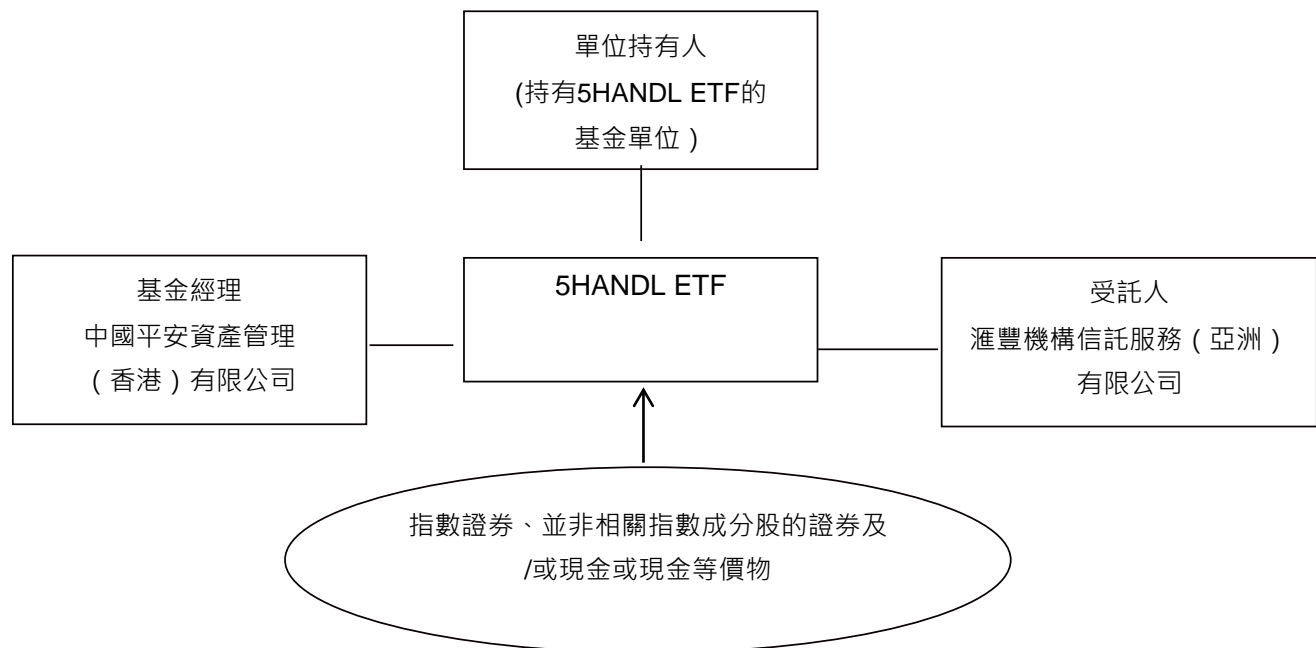 單位持有人
(持有5HANDL ETF的
基金單位 )
基金經理
中國平安資產管理
( 香港 ) 有限公司
5HANDL ETF
受託人
滙豐機構信託服務 ( 亞洲 )
有限公司
指數證券、並非相關指數成分股的證券及
/或現金或現金等價物